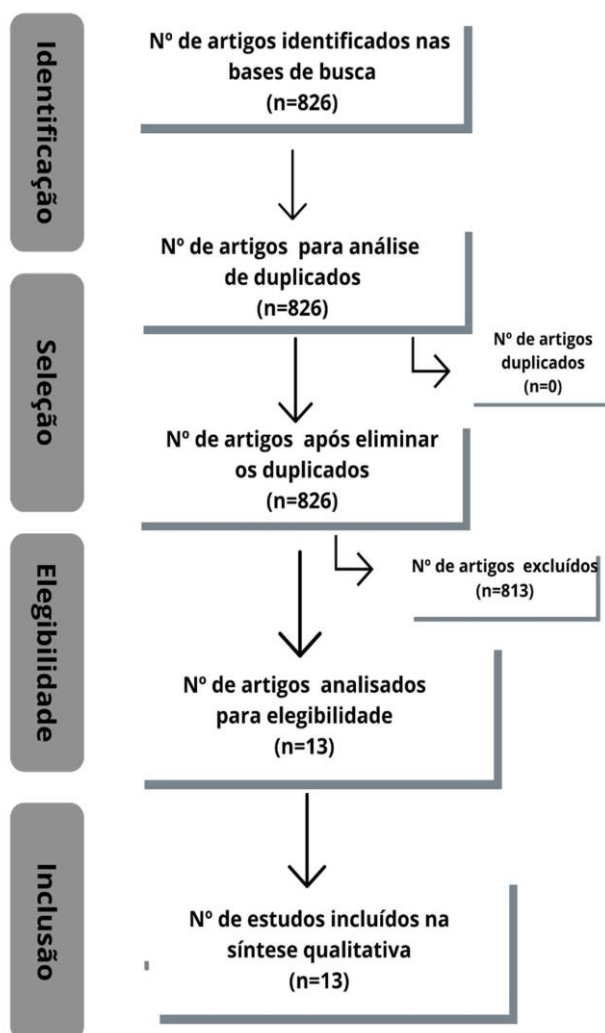 Identificação
Nº de artigos identificados nas
bases de busca
(n=826)
Seleção
Nº de artigos para análise
de duplicados
(n=826)
Nº de artigos
duplicados
(n=0)
Nº de artigos após eliminar
os duplicados
(n=826)
Elegibilidade
Nº de artigos excluídos
(n=813)
Nº de artigos analisados
para elegibilidade
(n=13)
Inclusão
Nº de estudos incluídos na
síntese qualitativa
(n=13)